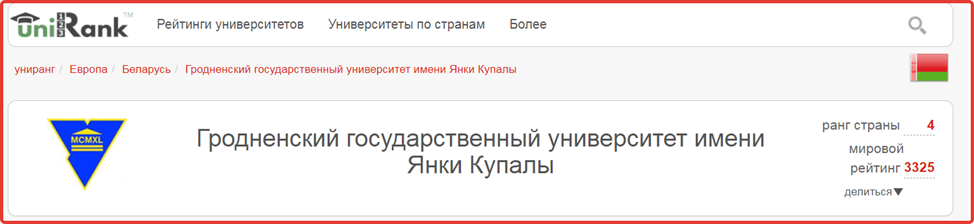 uniRank™ Рейтинги университетов Университеты по странам Более
униранг / Европа / Беларусь / Гродненский государственный университет имени Янки Купалы
MCMXL
Гродненский государственный университет имени
Янки Купалы
ранг страны 4
мировой
рейтинг 3325
делиться▼